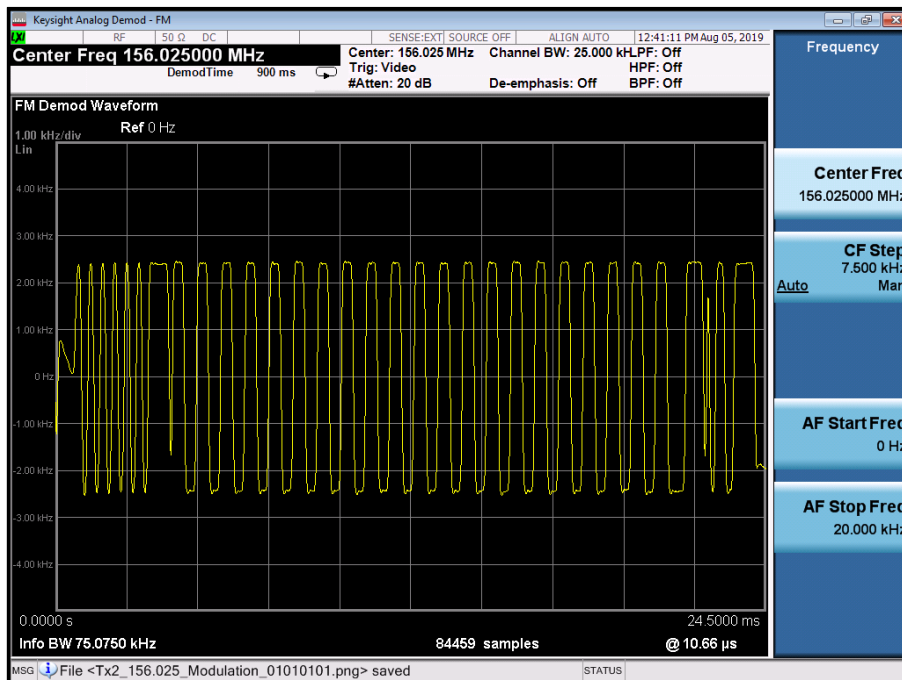 Keysight Analog Demod - FM
LXI RF 50 Ω DC SENSE:EXT SOURCE OFF ALIGN AUTO 12:41:11 PM Aug 05, 2019
Center Freq 156.025000 MHz
DemodTime 900 ms
Center: 156.025 MHz Channel BW: 25.000 kHLPF: Off
Trig: Video HPF: Off
#Atten: 20 dB De-emphasis: Off BPF: Off
FM Demod Waveform
1.00 kHz/div Ref 0 Hz
Lin
4.00 kHz
3.00 kHz
2.00 kHz
1.00 kHz
0 Hz
-1.00 kHz
-2.00 kHz
-3.00 kHz
-4.00 kHz
0.0000 s 24.5000 ms
Info BW 75.0750 kHz 84459 samples @ 10.66 µs
MSG File <Tx2_156.025_Modulation_01010101.png> saved STATUS
Frequency
Center Freq
156.025000 MHz
CF Step
7.500 kHz
Auto Man
AF Start Freq
0 Hz
AF Stop Freq
20.000 kHz